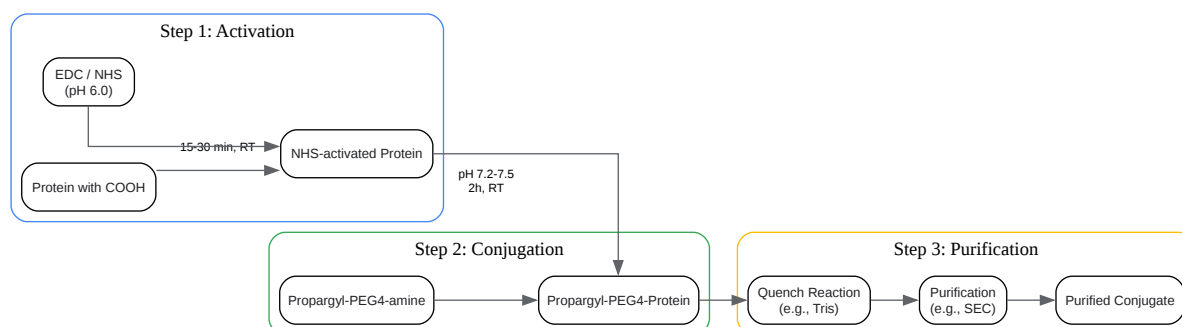 Step 1: Activation
EDC / NHS
(pH 6.0)
15-30 min, RT
NHS-activated Protein
Protein with COOH
pH 7.2-7.5
2h, RT
Step 2: Conjugation
Propargyl-PEG4-amine
Propargyl-PEG4-Protein
Step 3: Purification
Quench Reaction
(e.g., Tris)
Purification
(e.g., SEC)
Purified Conjugate